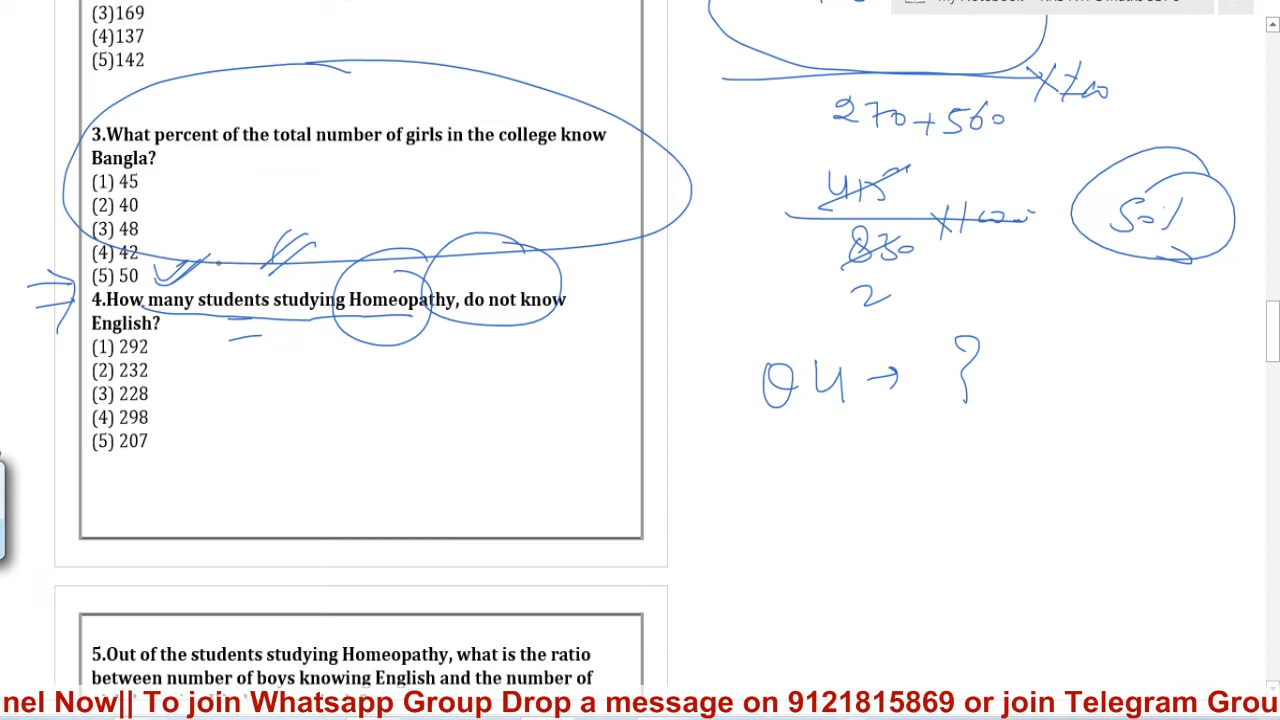 (3)169
(4)137
(5)142
3.What percent of the total number of girls in the college know
Bangla?
(1) 45
(2) 40
(3) 48
(4) 42
(5) 50
4.How many students studying Homeopathy, do not know
English?
(1) 292
(2) 232
(3) 228
(4) 298
(5) 207
5.Out of the students studying Homeopathy, what is the ratio
between number of boys knowing English and the number of
×100
270+560
415
830
×100
2
50%
Q4→ ?
nel Now|| To join Whatsapp Group Drop a message on 9121815869 or join Telegram Grou